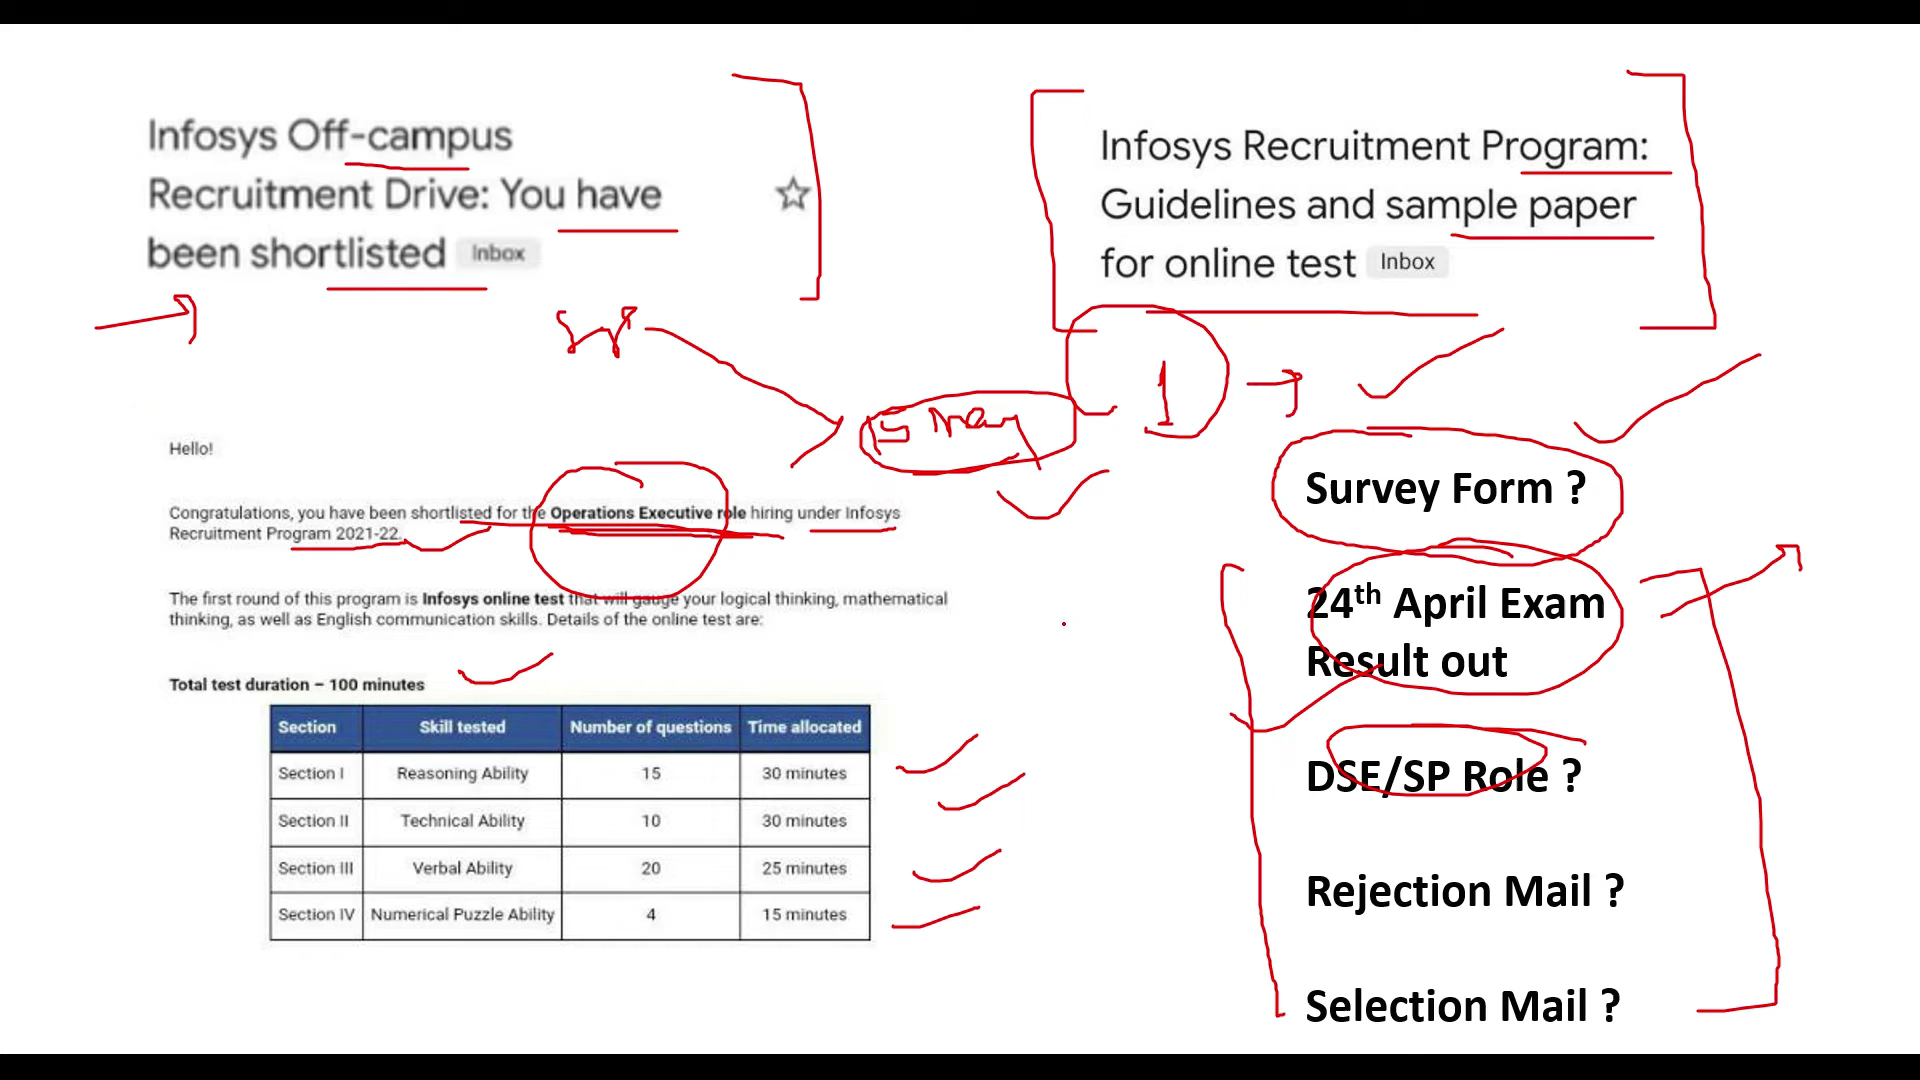 Infosys Off-campus
Recruitment Drive: You have
been shortlisted Inbox
Infosys Recruitment Program:
Guidelines and sample paper
for online test Inbox
1
15 May
Hello!
Congratulations, you have been shortlisted for the Operations Executive role hiring under Infosys
Recruitment Program 2021-22.
The first round of this program is Infosys online test that will gauge your logical thinking, mathematical
thinking, as well as English communication skills. Details of the online test are:
Total test duration – 100 minutes
Section Skill tested Number of questions Time allocated
Section I Reasoning Ability 15 30 minutes
Section II Technical Ability 10 30 minutes
Section III Verbal Ability 20 25 minutes
Section IV Numerical Puzzle Ability 4 15 minutes
Survey Form ?
24th April Exam
Result out
DSE/SP Role ?
Rejection Mail ?
Selection Mail ?